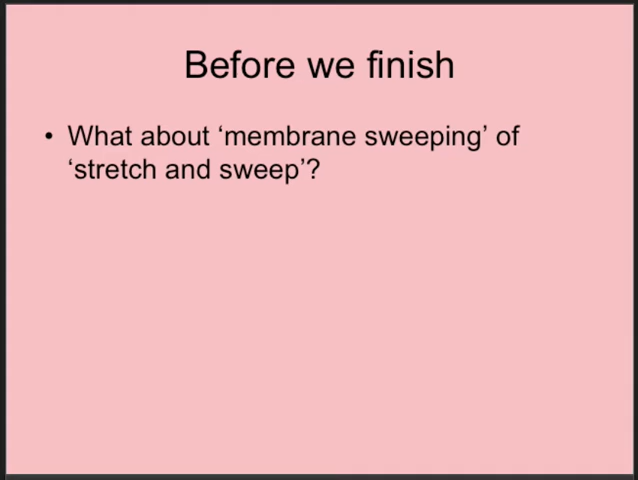 Before we finish
• What about ‘membrane sweeping’ of
‘stretch and sweep’?